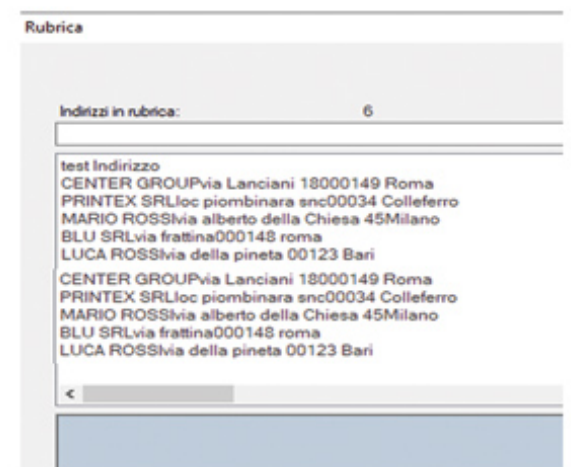 Rubrica
Indirizzi in rubrica: 6
test Indirizzo
CENTER GROUPvia Lanciani 18000149 Roma
PRINTEX SRLloc piombinara snc00034 Colleferro
MARIO ROSSIvia alberto della Chiesa 45Milano
BLU SRLvia frattina000148 roma
LUCA ROSSIvia della pineta 00123 Bari
CENTER GROUPvia Lanciani 18000149 Roma
PRINTEX SRLloc piombinara snc00034 Colleferro
MARIO ROSSIvia alberto della Chiesa 45Milano
BLU SRLvia frattina000148 roma
LUCA ROSSIvia della pineta 00123 Bari